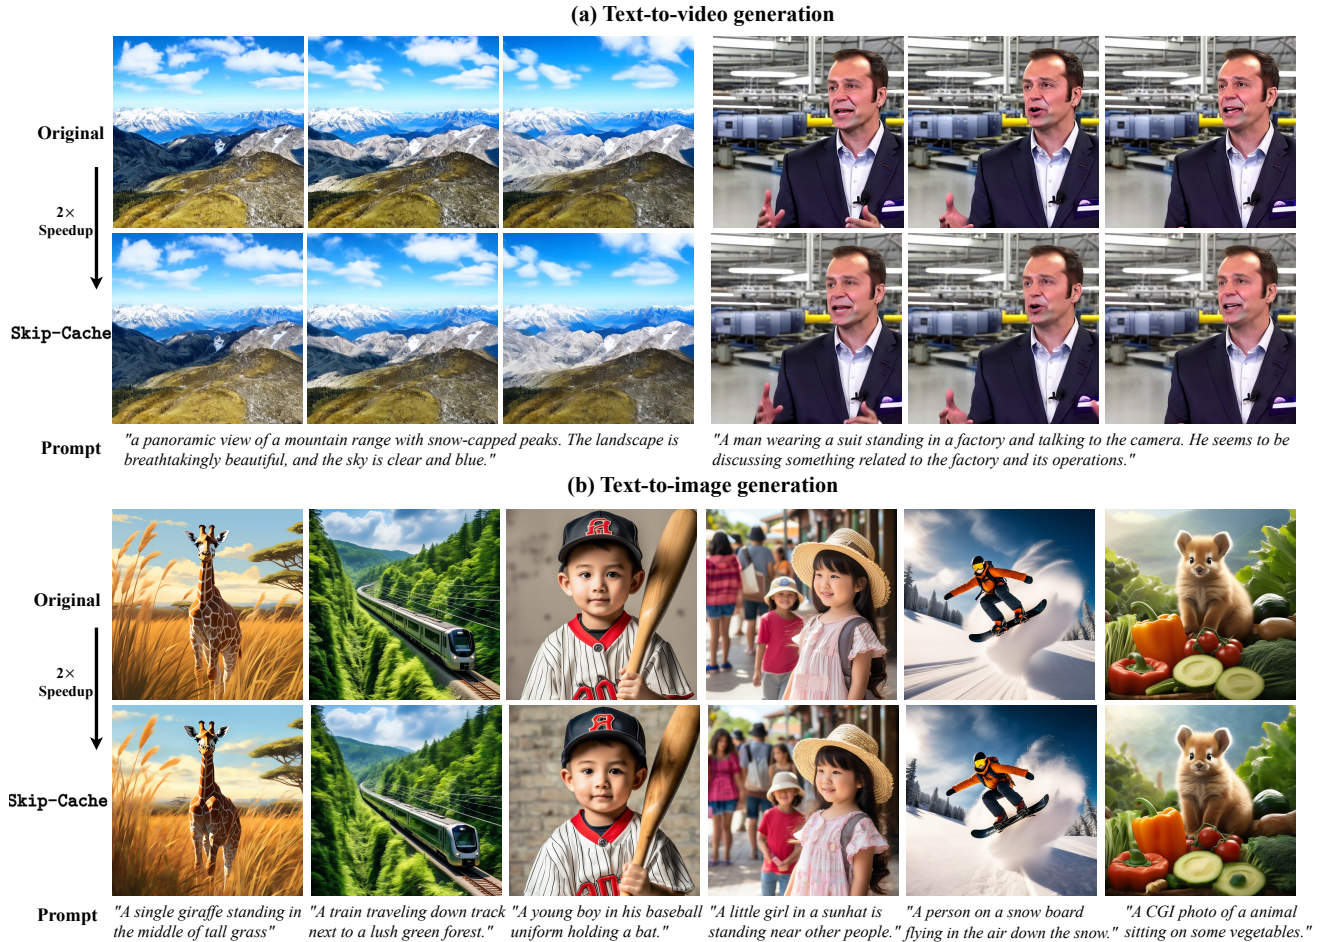 (a) Text-to-video generation
Original
2×
Speedup
Skip-Cache
Prompt
"a panoramic view of a mountain range with snow-capped peaks. The landscape is
breathtakingly beautiful, and the sky is clear and blue."
"A man wearing a suit standing in a factory and talking to the camera. He seems to be
discussing something related to the factory and its operations."
(b) Text-to-image generation
Original
2×
Speedup
Skip-Cache
Prompt
"A single giraffe standing in
the middle of tall grass"
"A train traveling down track
next to a lush green forest."
"A young boy in his baseball
uniform holding a bat."
"A little girl in a sunhat is
standing near other people."
"A person on a snow board
flying in the air down the snow."
"A CGI photo of a animal
sitting on some vegetables."